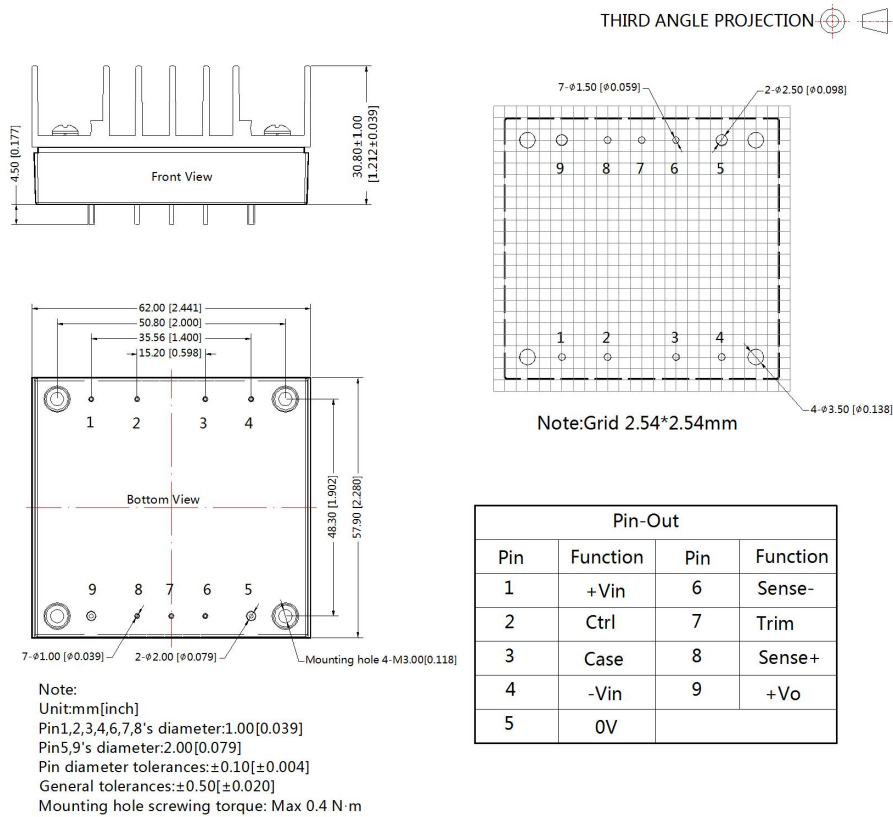 THIRD ANGLE PROJECTION
4.50 [0.177]
Front View
30.80±1.00
[1.212±0.039]
7-φ1.50 [φ0.059]
2-φ2.50 [φ0.098]
9 8 7 6 5
1 2 3 4
4-φ3.50 [φ0.138]
Note:Grid 2.54*2.54mm
62.00 [2.441]
50.80 [2.000]
35.56 [1.400]
15.20 [0.598]
1 2 3 4
Bottom View
48.30 [1.902]
57.90 [2.280]
9 8 7 6 5
7-φ1.00 [φ0.039]
2-φ2.00 [φ0.079]
Mounting hole 4-M3.00[0.118]
Pin-Out
Pin Function Pin Function
1 +Vin 6 Sense-
2 Ctrl 7 Trim
3 Case 8 Sense+
4 -Vin 9 +Vo
5 0V
Note:
Unit:mm[inch]
Pin1,2,3,4,6,7,8's diameter:1.00[0.039]
Pin5,9's diameter:2.00[0.079]
Pin diameter tolerances:±0.10[±0.004]
General tolerances:±0.50[±0.020]
Mounting hole screwing torque: Max 0.4 N·m